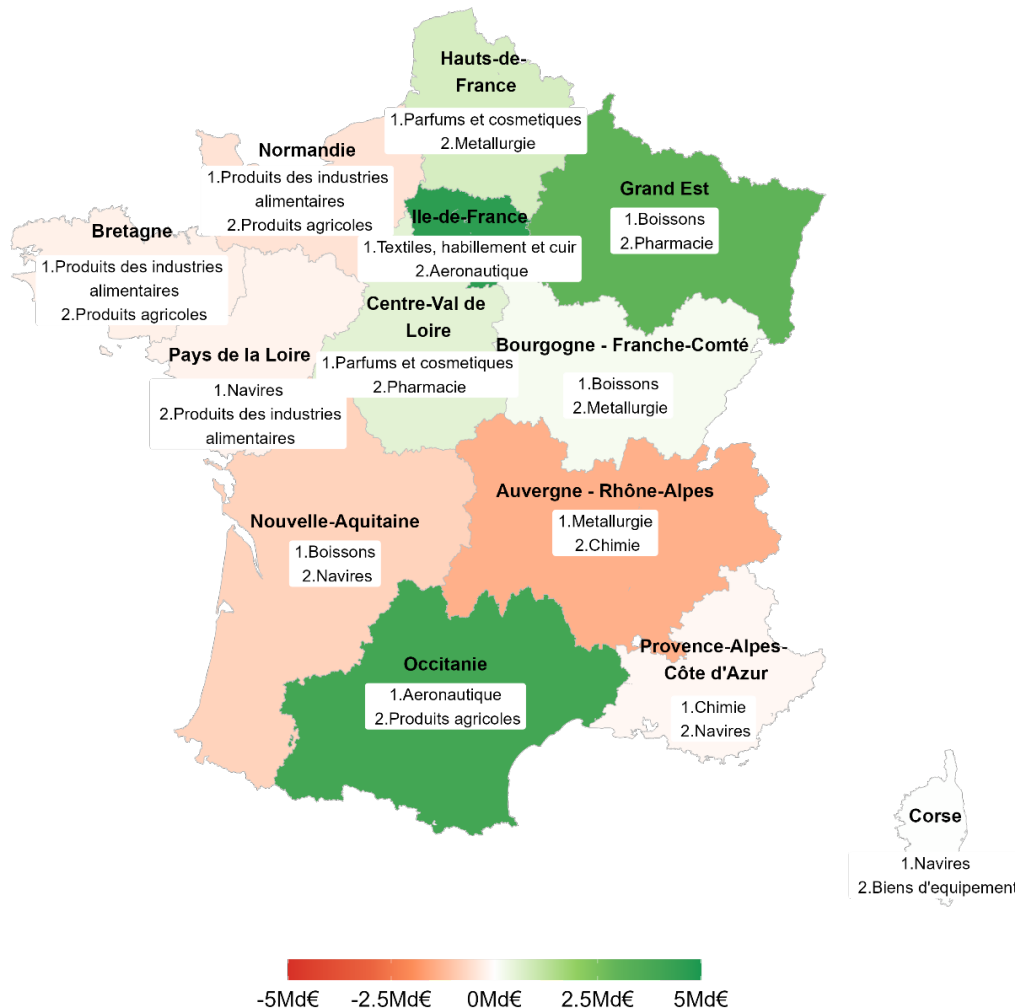 Hauts-de-
France
1.Parfums et cosmetiques
2.Metallurgie
Normandie
1.Produits des industries
alimentaires
2.Produits agricoles
Grand Est
1.Boissons
2.Pharmacie
Ile-de-France
1.Textiles, habillement et cuir
2.Aeronautique
Bretagne
1.Produits des industries
alimentaires
2.Produits agricoles
Centre-Val de
Loire
1.Parfums et cosmetiques
2.Pharmacie
Bourgogne - Franche-Comté
1.Boissons
2.Metallurgie
Pays de la Loire
1.Navires
2.Produits des industries
alimentaires
Auvergne - Rhône-Alpes
1.Metallurgie
2.Chimie
Nouvelle-Aquitaine
1.Boissons
2.Navires
Occitanie
1.Aeronautique
2.Produits agricoles
Provence-Alpes-
Côte d'Azur
1.Chimie
2.Navires
Corse
1.Navires
2.Biens d'equipement
-5Md€ -2.5Md€ 0Md€ 2.5Md€ 5Md€